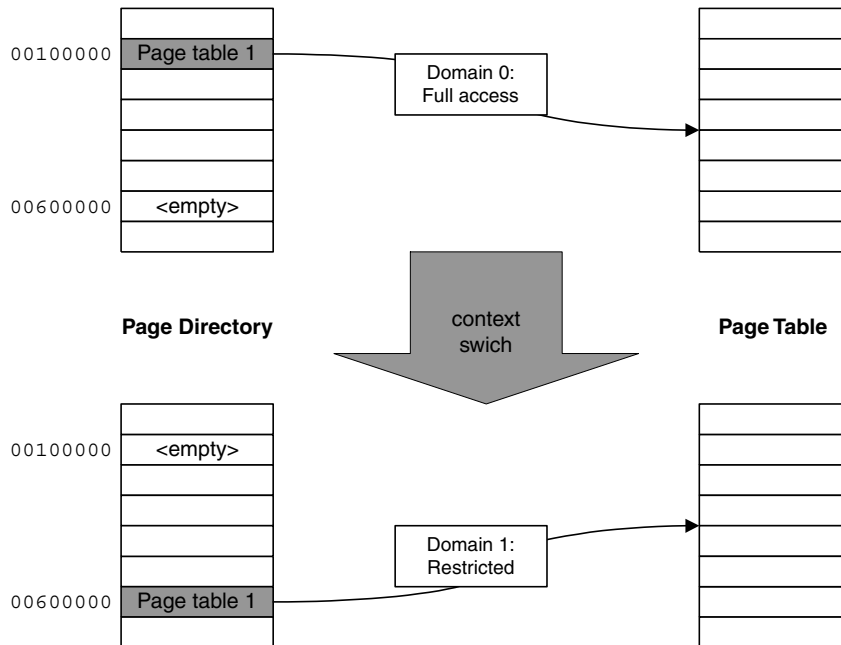 00100000 Page table 1
Domain 0:
Full access
00600000 <empty>
Page Directory
context
swich
Page Table
00100000 <empty>
Domain 1:
Restricted
00600000 Page table 1